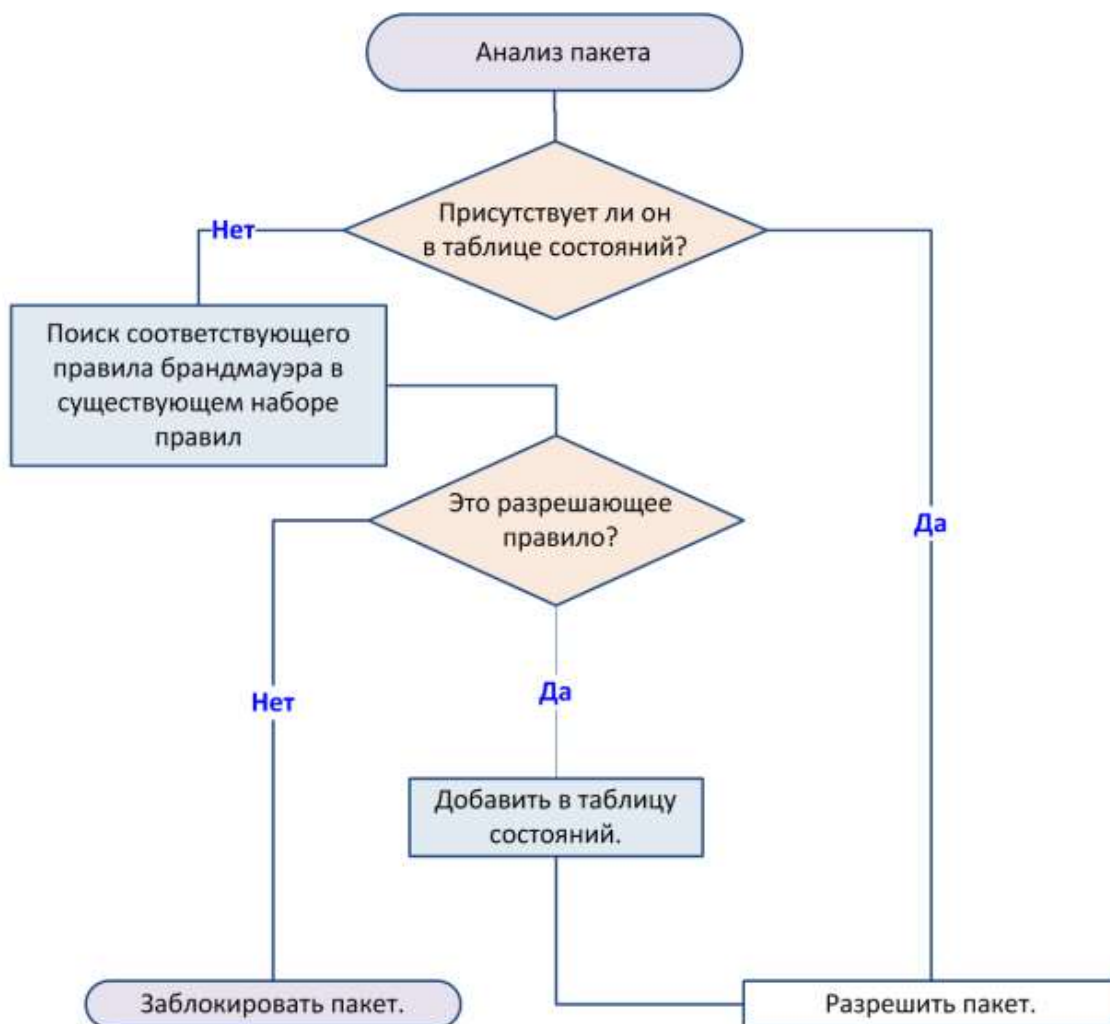 Анализ пакета
Присутствует ли он
в таблице состояний?
Нет
Поиск соответствующего
правила брандмауэра в
существующем наборе
правил
Это разрешающее
правило?
Да
Нет
Да
Добавить в таблицу
состояний.
Заблокировать пакет.
Разрешить пакет.